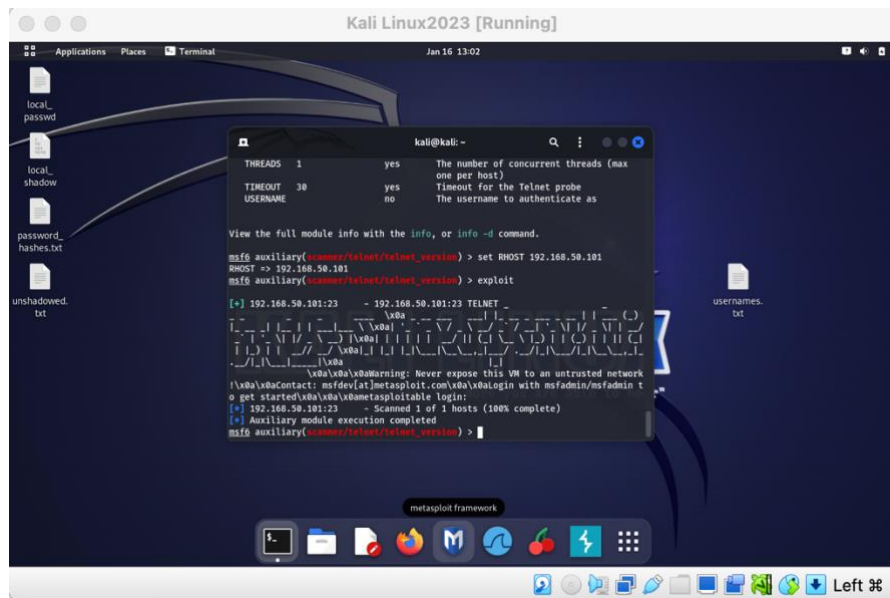 Kali Linux2023 [Running]
Applications Places Terminal Jan 16 13:02
local_
passwd
local_
shadow
password_
hashes.txt
unshadowed.
txt
usernames.
txt
kali@kali: ~
THREADS 1 yes The number of concurrent threads (max
one per host)
TIMEOUT 30 yes Timeout for the Telnet probe
USERNAME no The username to authenticate as
View the full module info with the info, or info -d command.
msf6 auxiliary(scanner/telnet/telnet_version) > set RHOST 192.168.50.101
RHOST => 192.168.50.101
msf6 auxiliary(scanner/telnet/telnet_version) > exploit
[+] 192.168.50.101:23 - 192.168.50.101:23 TELNET _
\x0a\x0a\x0aWarning: Never expose this VM to an untrusted network
!\x0a\x0aContact: msfdev[at]metasploit.com\x0a\x0aLogin with msfadmin/msfadmin t
o get started\x0a\x0a\x0ametasploitable login:
[*] 192.168.50.101:23 - Scanned 1 of 1 hosts (100% complete)
[*] Auxiliary module execution completed
msf6 auxiliary(scanner/telnet/telnet_version) >
metasploit framework
Left ⌘